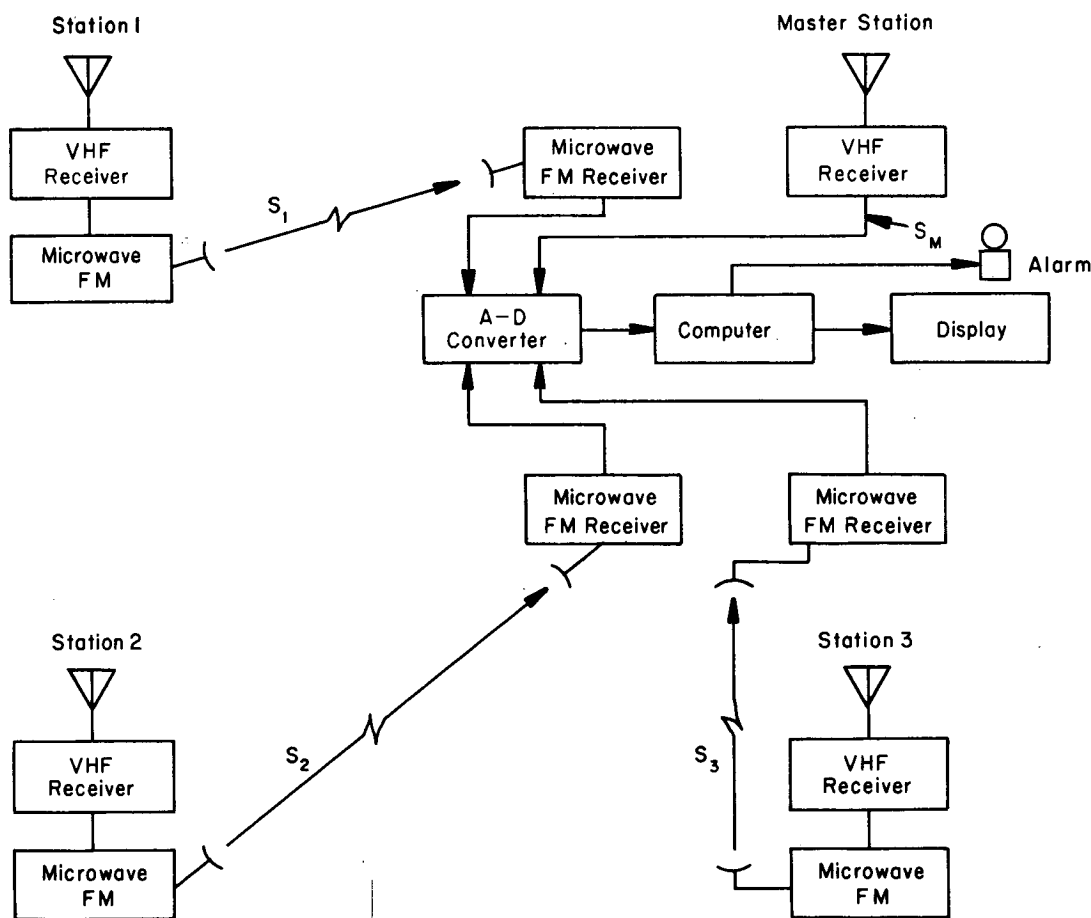 Station 1
Master Station
VHF
Receiver
Microwave
FM Receiver
VHF
Receiver
S1
SM
Microwave
FM
Alarm
A-D
Converter
Computer
Display
Microwave
FM Receiver
Microwave
FM Receiver
Station 2
Station 3
S2
S3
VHF
Receiver
VHF
Receiver
Microwave
FM
Microwave
FM